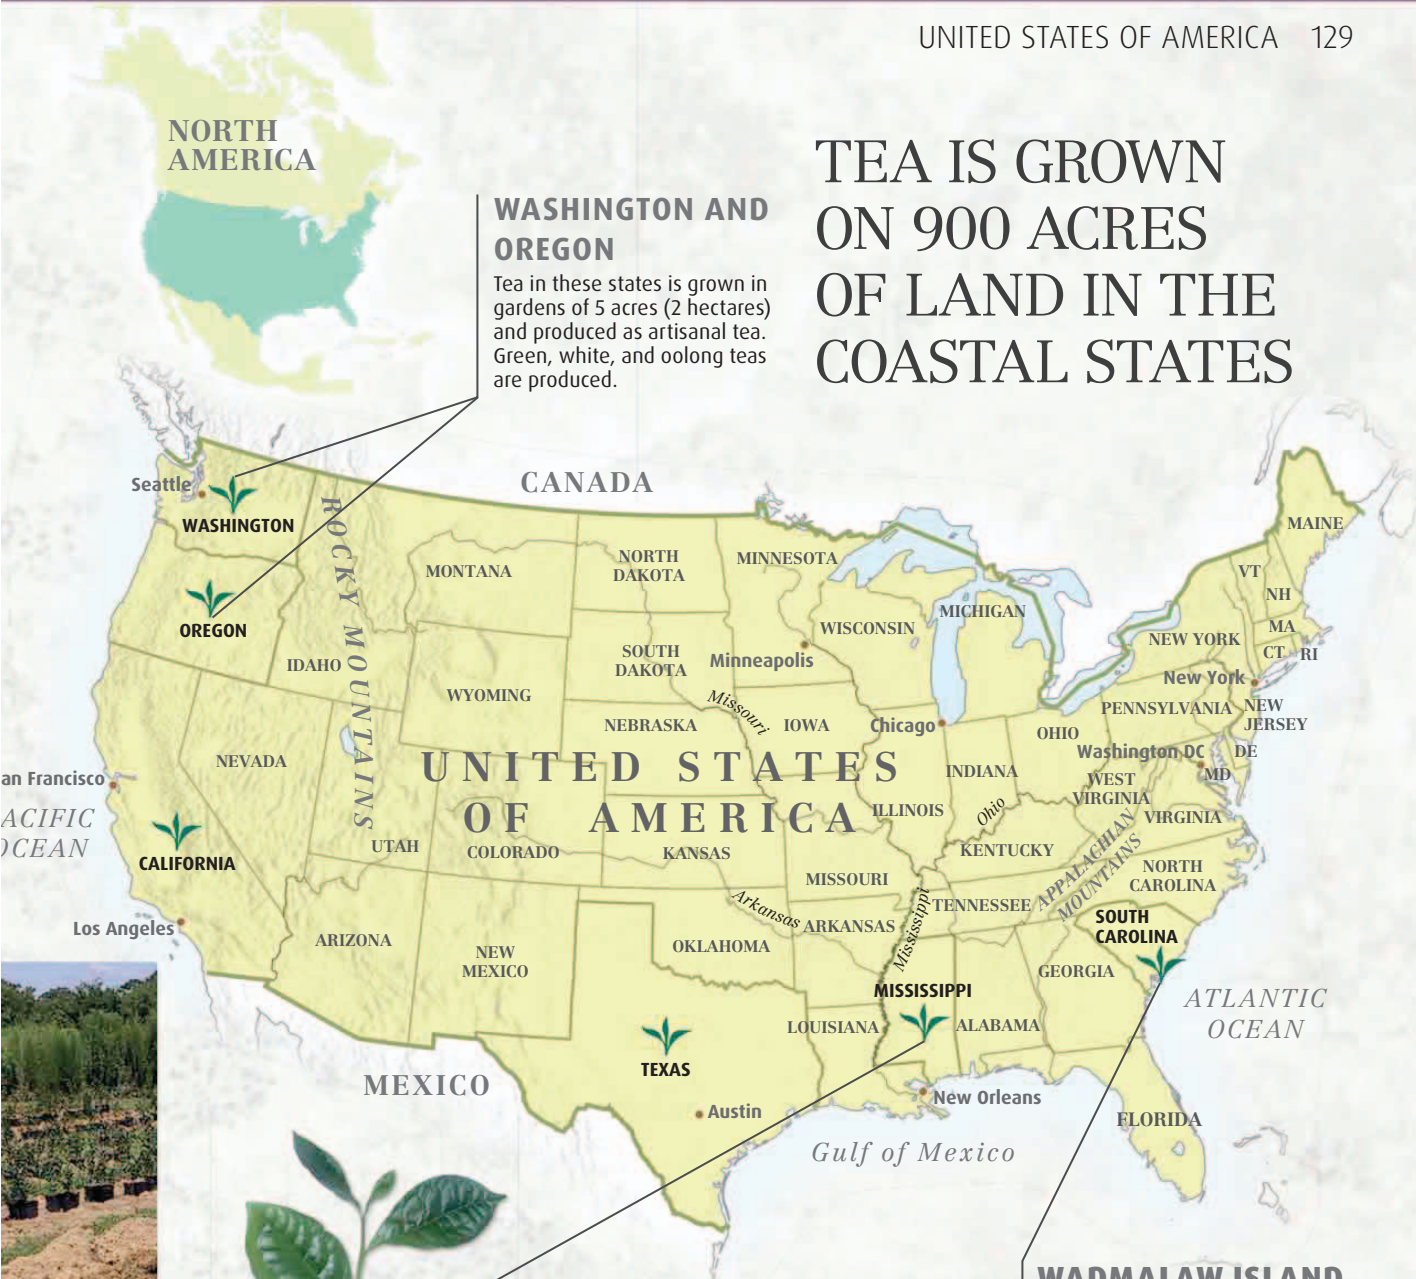 UNITED STATES OF AMERICA 129
NORTH
AMERICA
WASHINGTON AND
OREGON
Tea in these states is grown in
gardens of 5 acres (2 hectares)
and produced as artisanal tea.
Green, white, and oolong teas
are produced.
TEA IS GROWN
ON 900 ACRES
OF LAND IN THE
COASTAL STATES
CANADA
Seattle
WASHINGTON
OREGON
ROCKY MOUNTAINS
MONTANA
NORTH
DAKOTA
MINNESOTA
MAINE
VT
NH
MA
CT
RI
NEW YORK
MICHIGAN
WISCONSIN
IDAHO
SOUTH
DAKOTA
Minneapolis
WYOMING
Missouri
New York
PENNSYLVANIA
NEW
JERSEY
NEBRASKA
IOWA
Chicago
OHIO
Washington DC
DE
MD
NEVADA
UNITED STATES
OF AMERICA
INDIANA
WEST
VIRGINIA
VIRGINIA
an Francisco
ACIFIC
OCEAN
CALIFORNIA
UTAH
COLORADO
KANSAS
ILLINOIS
Ohio
KENTUCKY
APPALACHIAN
MOUNTAINS
NORTH
CAROLINA
MISSOURI
Los Angeles
ARIZONA
NEW
MEXICO
Arkansas
OKLAHOMA
ARKANSAS
Mississippi
TENNESSEE
SOUTH
CAROLINA
GEORGIA
MISSISSIPPI
ATLANTIC
OCEAN
LOUISIANA
ALABAMA
TEXAS
MEXICO
Austin
New Orleans
FLORIDA
Gulf of Mexico
WADMALAW ISLAND